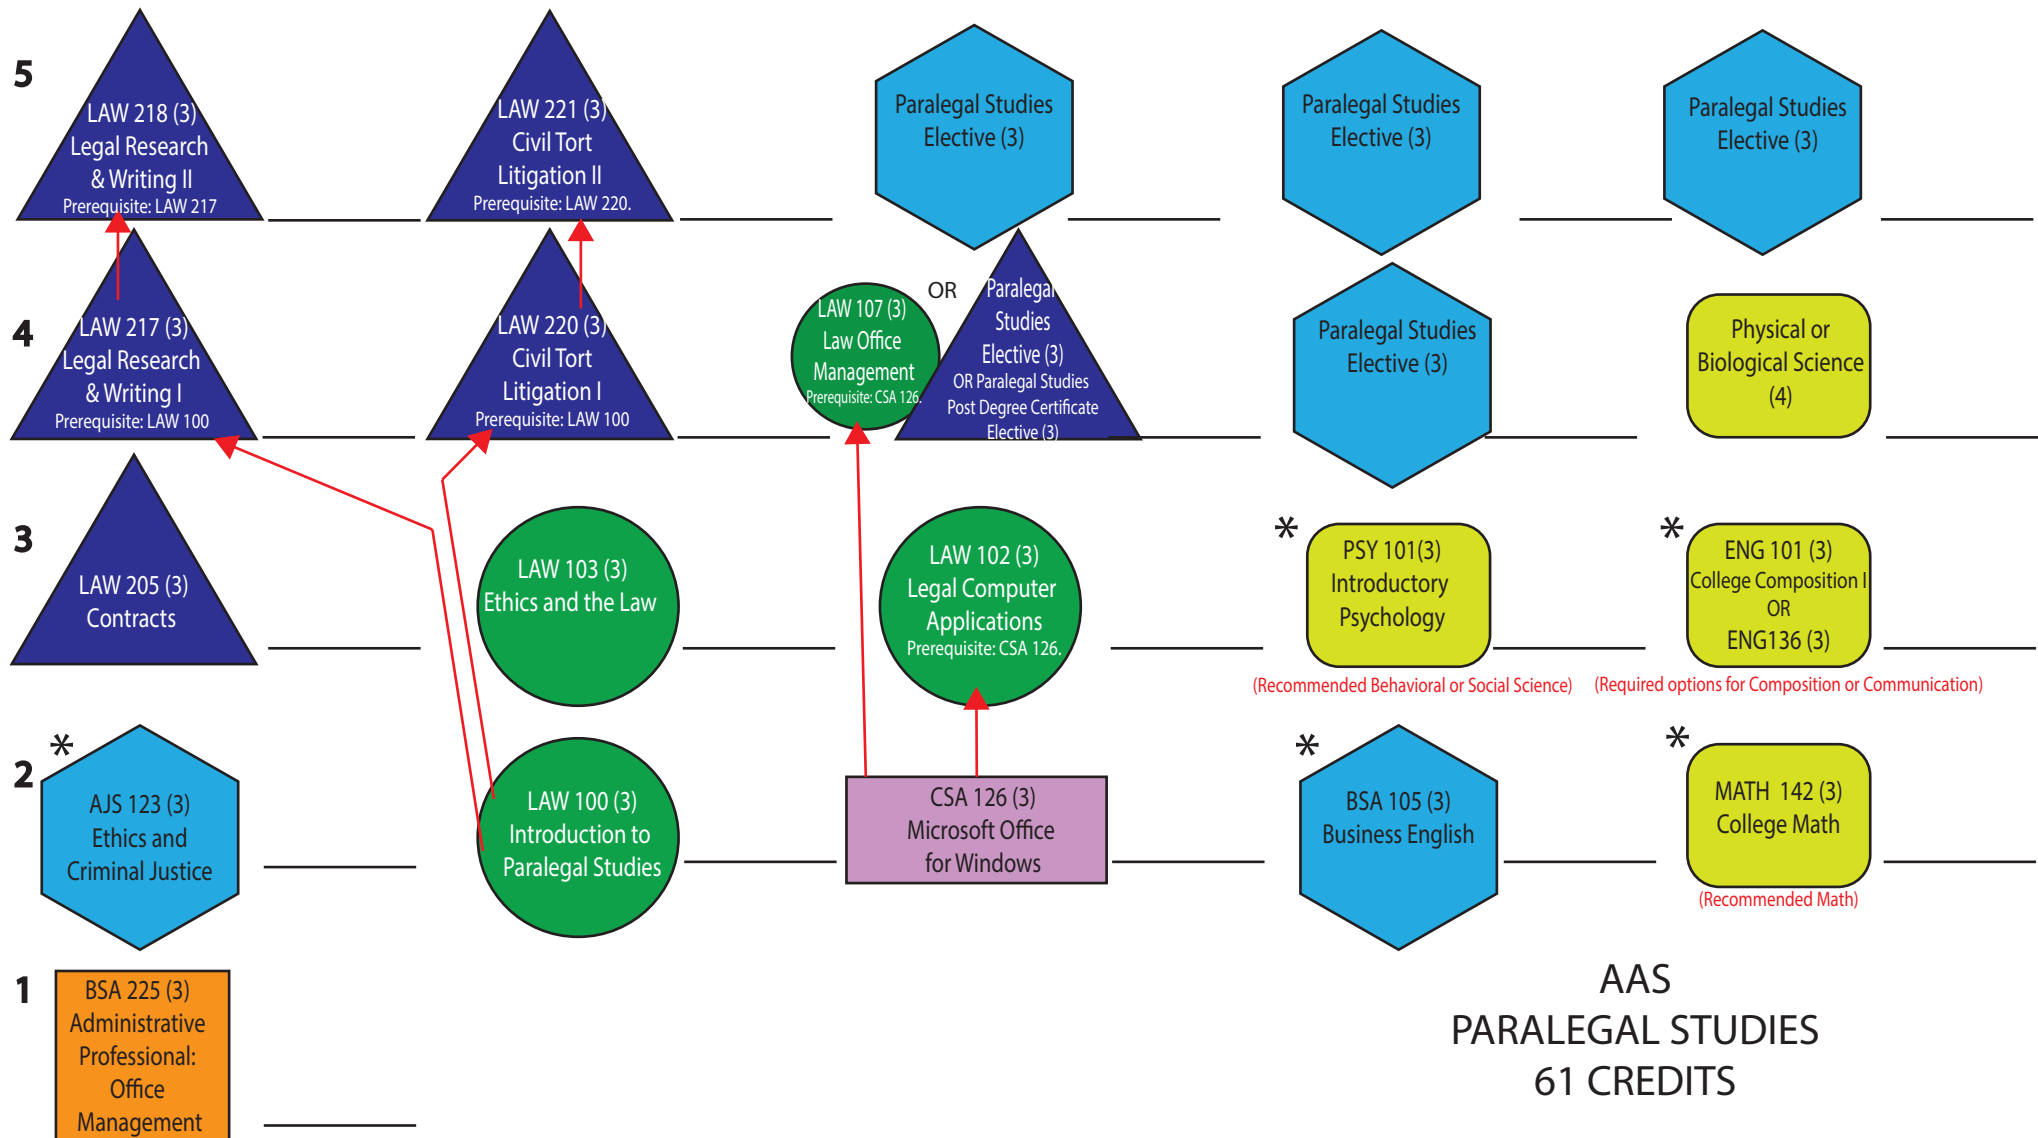 5
LAW 218 (3)
Legal Research
& Writing II
Prerequisite: LAW 217
LAW 221 (3)
Civil Tort
Litigation II
Prerequisite: LAW 220.
Paralegal Studies
Elective (3)
Paralegal Studies
Elective (3)
Paralegal Studies
Elective (3)
4
LAW 217 (3)
Legal Research
& Writing I
Prerequisite: LAW 100
LAW 220 (3)
Civil Tort
Litigation I
Prerequisite: LAW 100
LAW 107 (3)
Law Office
Management
Prerequisite: CSA 126.
OR
Paralegal
Studies
Elective (3)
OR Paralegal Studies
Post Degree Certificate
Elective (3)
Paralegal Studies
Elective (3)
Physical or
Biological Science
(4)
3
LAW 205 (3)
Contracts
LAW 103 (3)
Ethics and the Law
LAW 102 (3)
Legal Computer
Applications
Prerequisite: CSA 126.
*
PSY 101(3)
Introductory
Psychology
(Recommended Behavioral or Social Science)
*
ENG 101 (3)
College Composition I
OR
ENG136 (3)
(Required options for Composition or Communication)
2
*
AJS 123 (3)
Ethics and
Criminal Justice
LAW 100 (3)
Introduction to
Paralegal Studies
CSA 126 (3)
Microsoft Office
for Windows
*
BSA 105 (3)
Business English
*
MATH 142 (3)
College Math
(Recommended Math)
1
BSA 225 (3)
Administrative
Professional:
Office
Management
AAS
PARALEGAL STUDIES
61 CREDITS